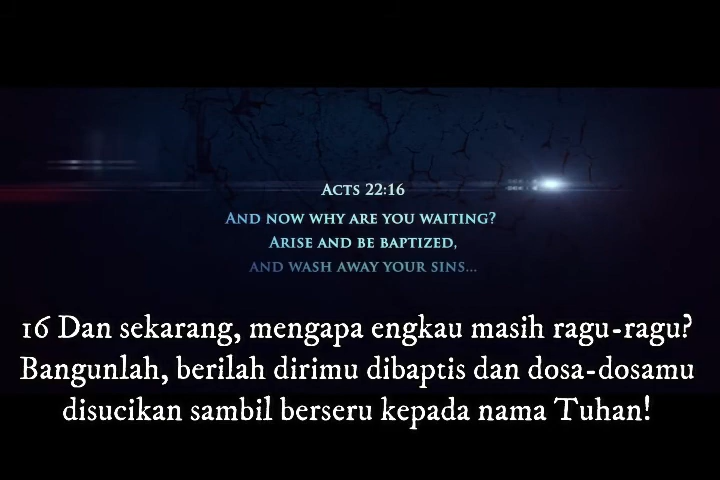 Acts 22:16
And now why are you waiting?
Arise and be baptized,
and wash away your sins...
16 Dan sekarang, mengapa engkau masih ragu-ragu?
Bangunlah, berilah dirimu dibaptis dan dosa-dosamu
disucikan sambil berseru kepada nama Tuhan!